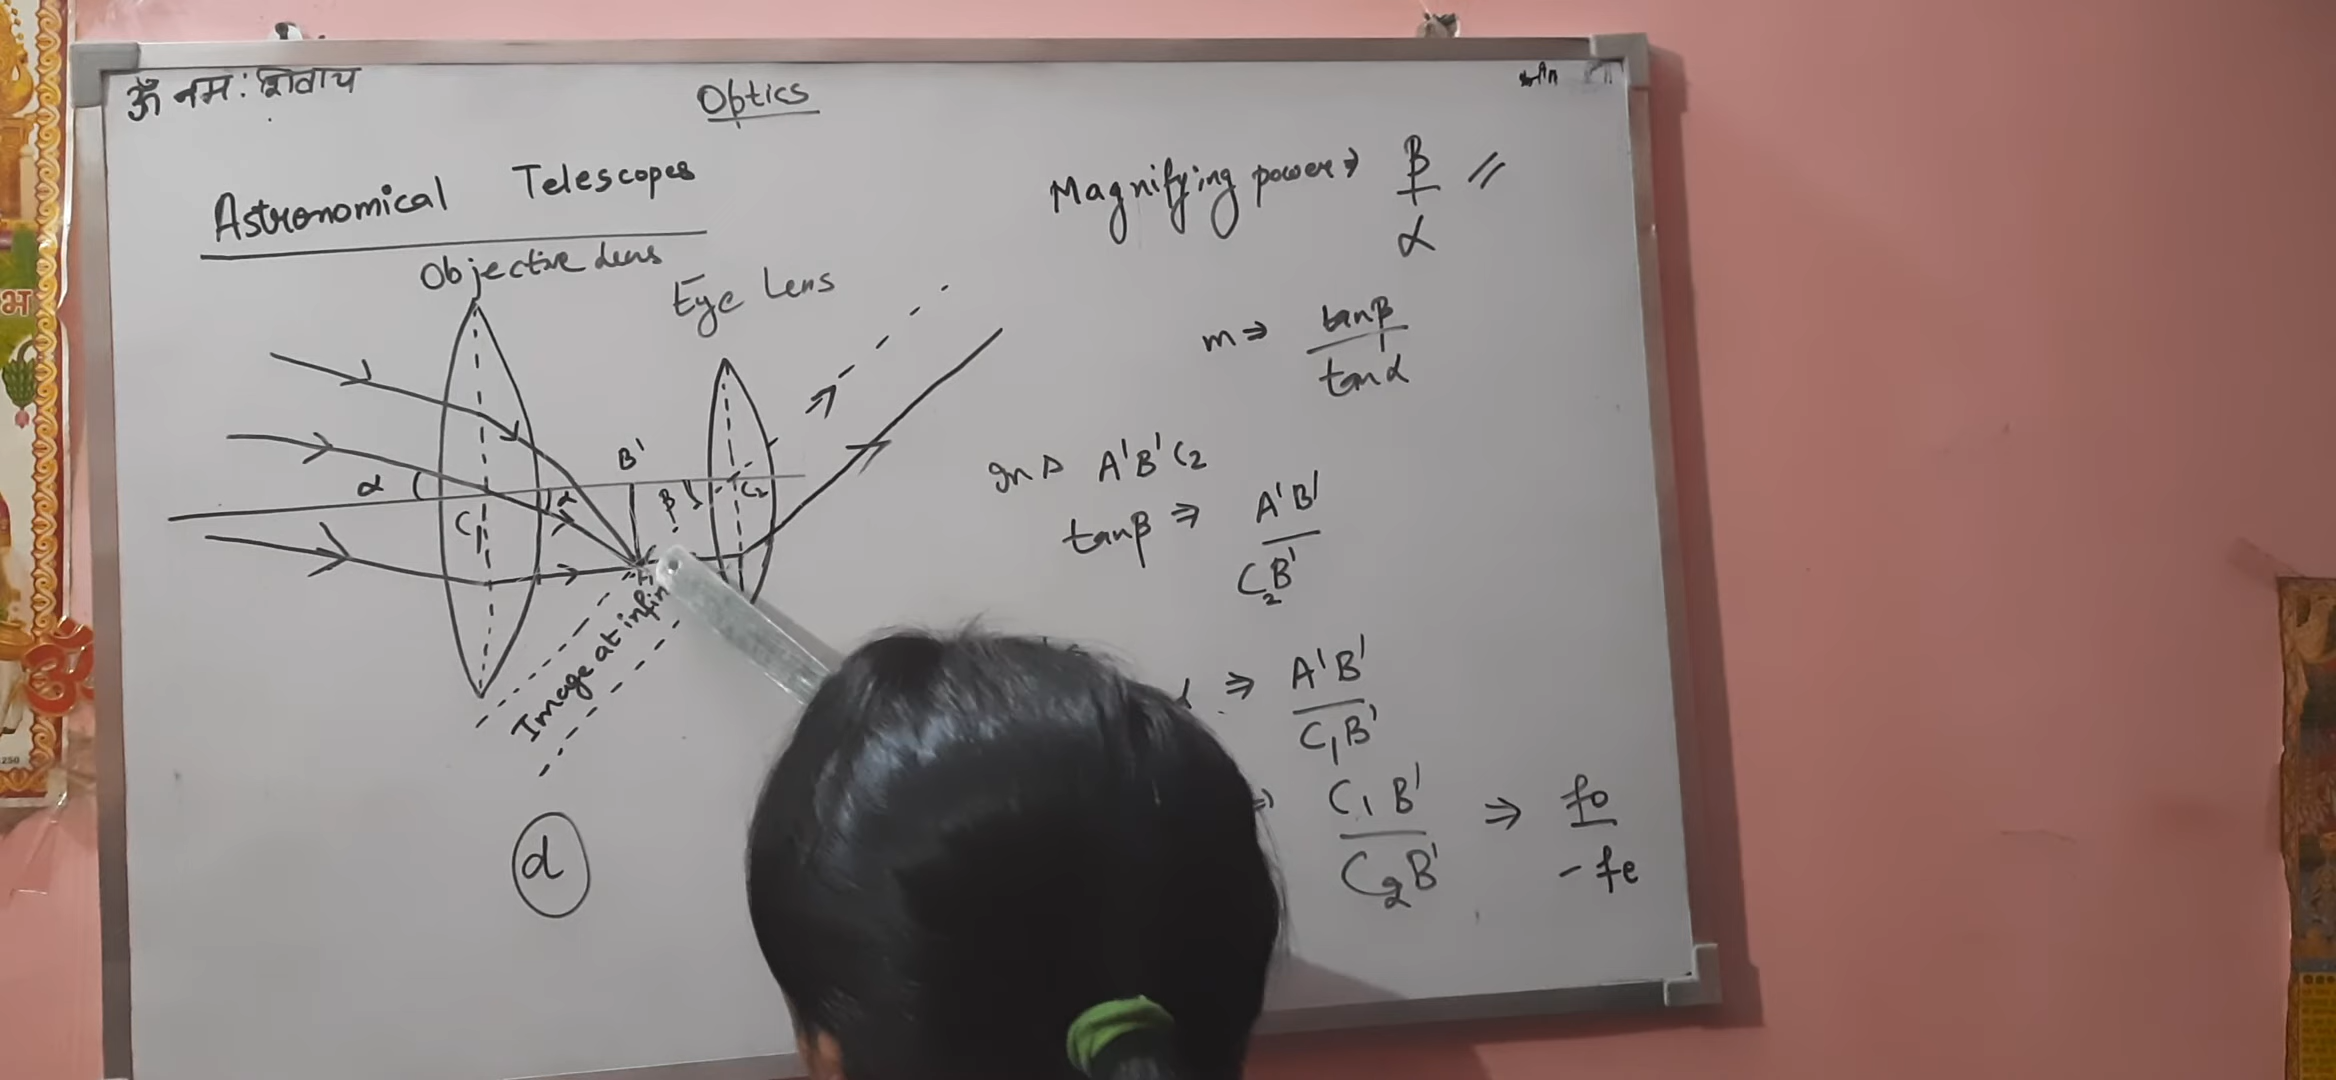 ॐ नम: शिवाय
Optics
Astronomical Telescopes
Objective Lens
Eye Lens
B'
α
α
β
C1
C2
Image at infin
d
Magnifying power ⇒ β/α //
m ⇒ tanβ/tanα
In Δ A'B'C2
tanβ ⇒ A'B'/C2B'
⇒ A'B'/C1B'
⇒ C1B'/C2B' ⇒ fo/-fe
भ
ॐ
250